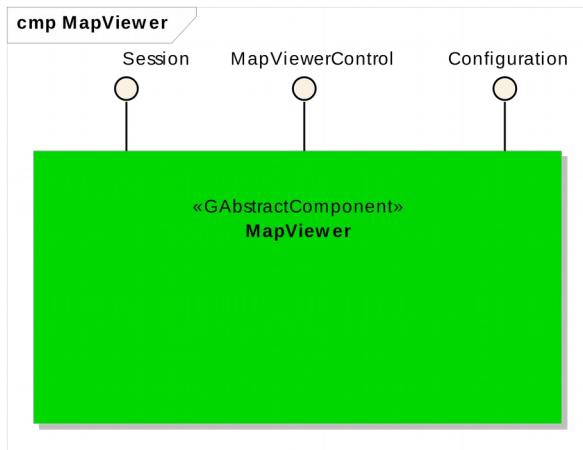 cmp MapViewer
Session MapViewerControl Configuration
«GAbstractComponent»
MapViewer